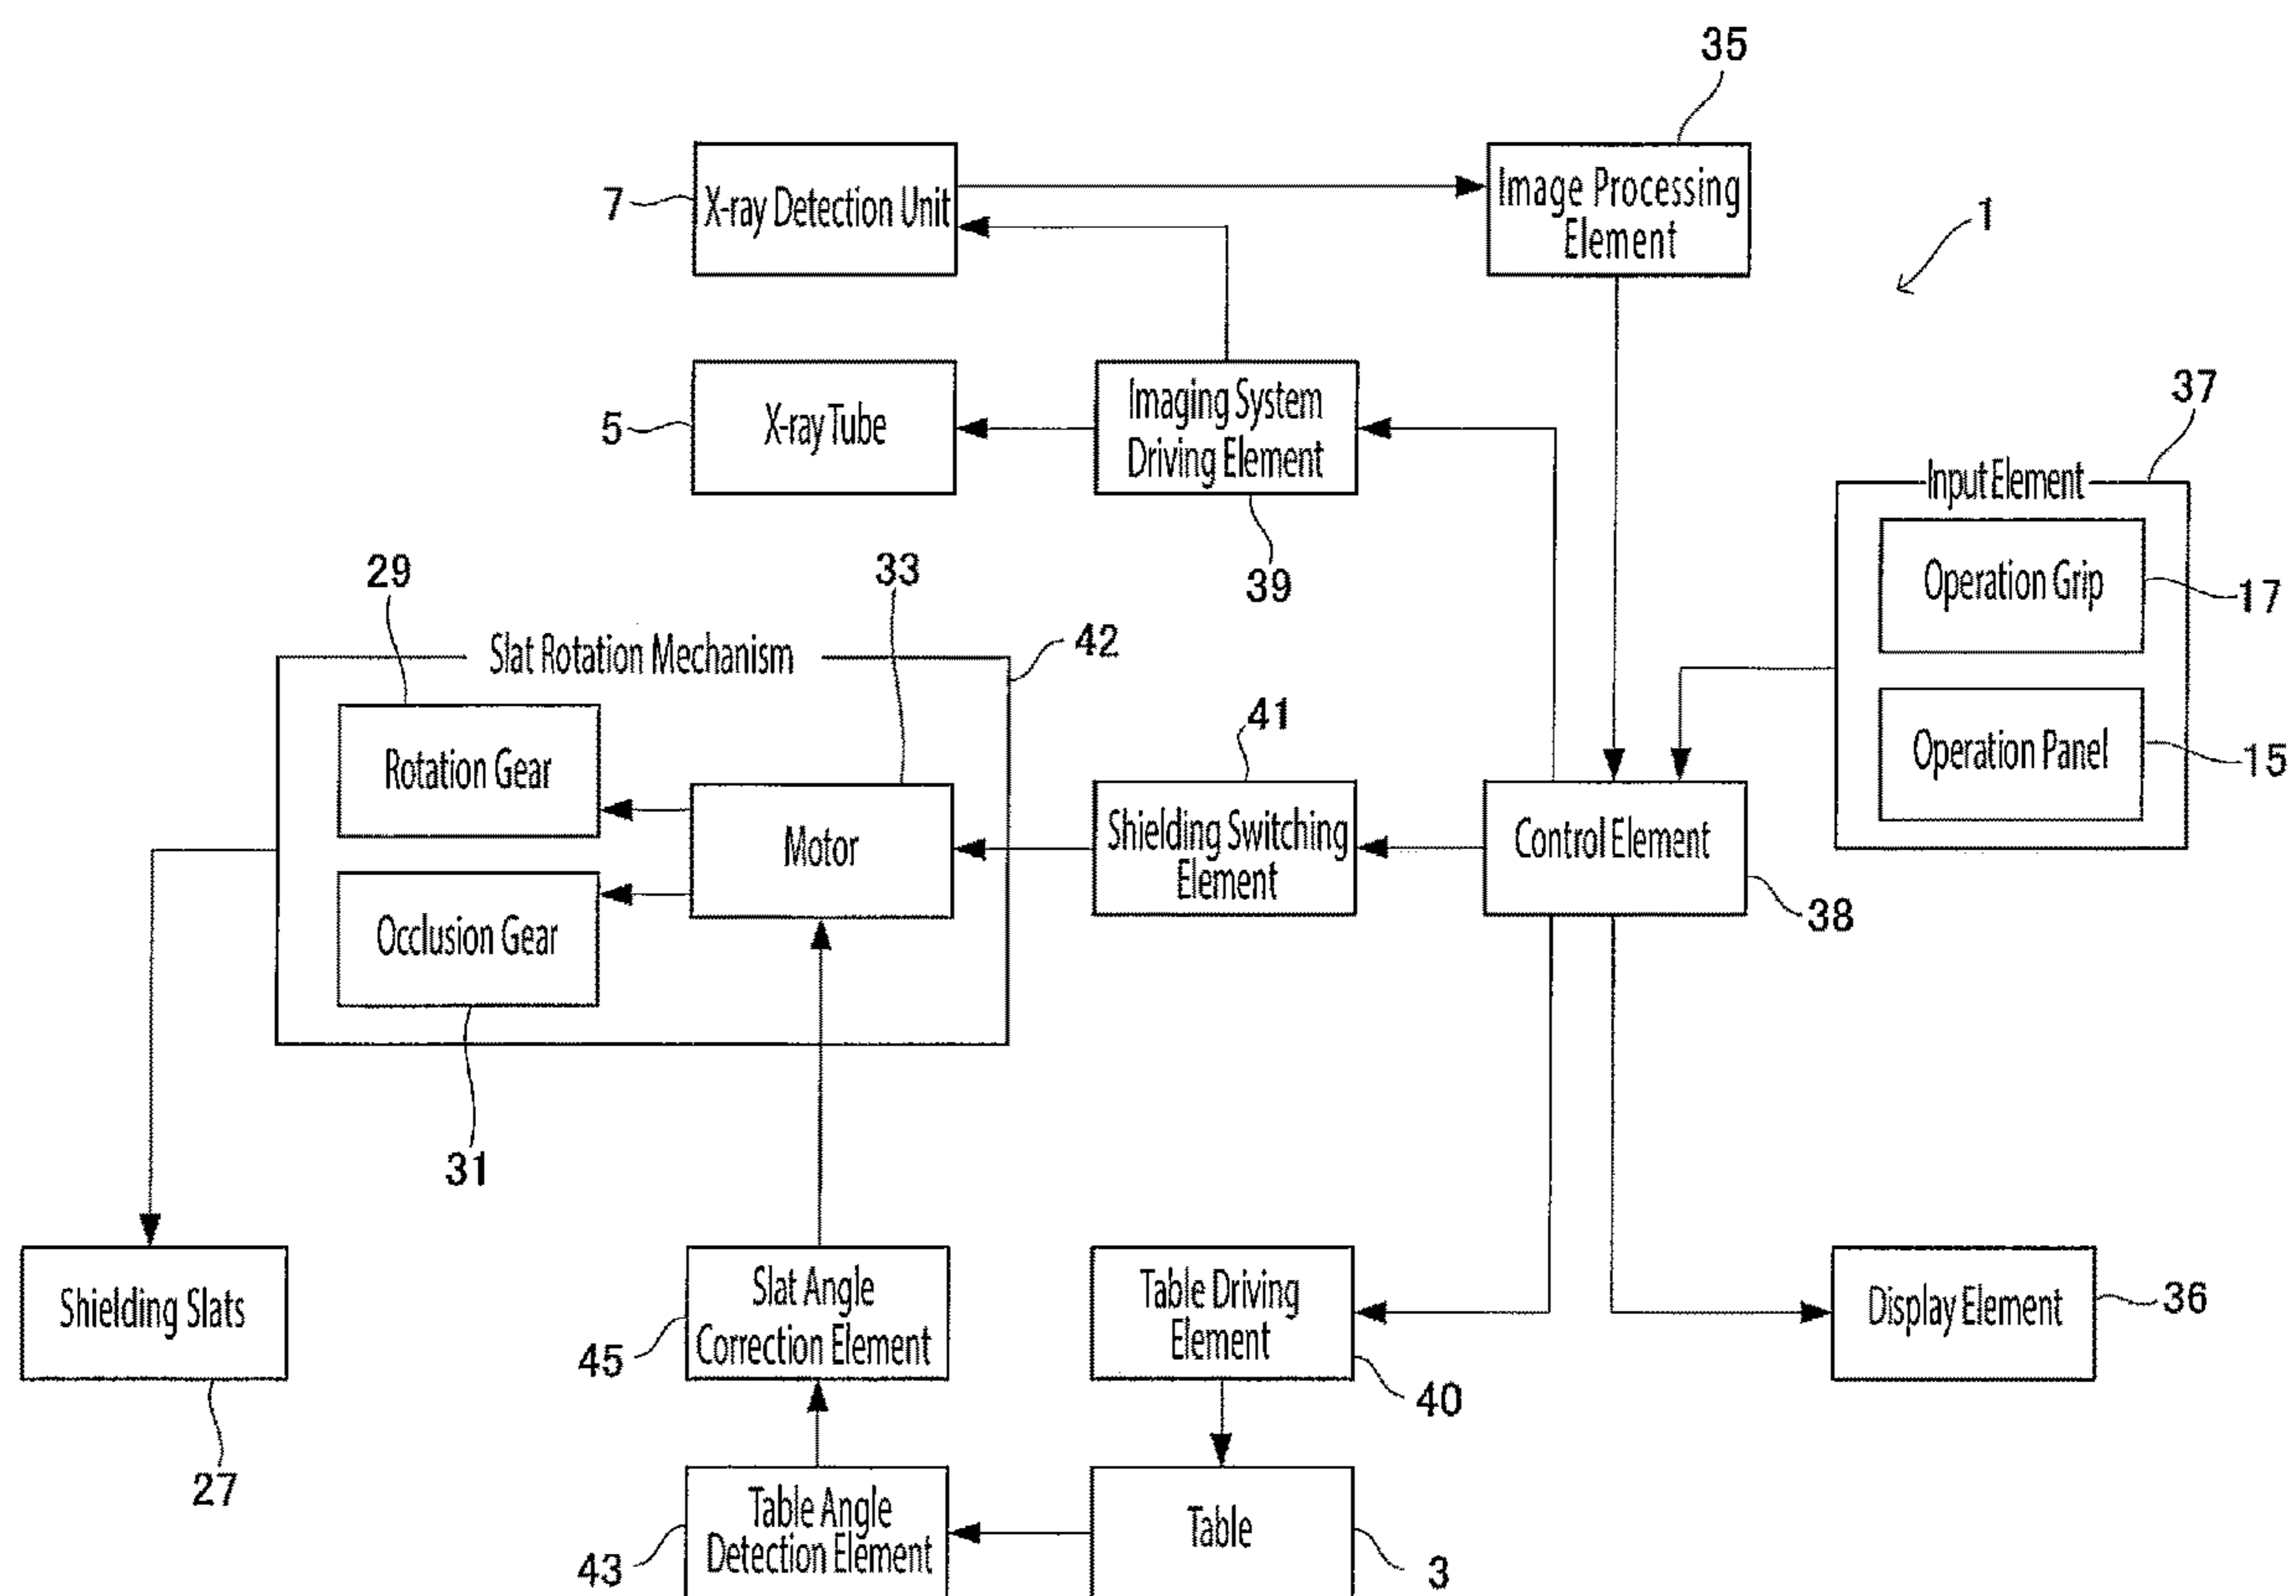 35
7
X-ray Detection Unit
Image Processing
Element
1
5
X-ray Tube
Imaging System
Driving Element
39
37
Input Element
Operation Grip
17
Operation Panel
15
29
33
Slat Rotation Mechanism
42
Rotation Gear
Motor
Occlusion Gear
31
41
Shielding Switching
Element
Control Element
38
Shielding Slats
27
Slat Angle
Correction Element
45
Table Driving
Element
40
Display Element
36
Table Angle
Detection Element
43
Table
3